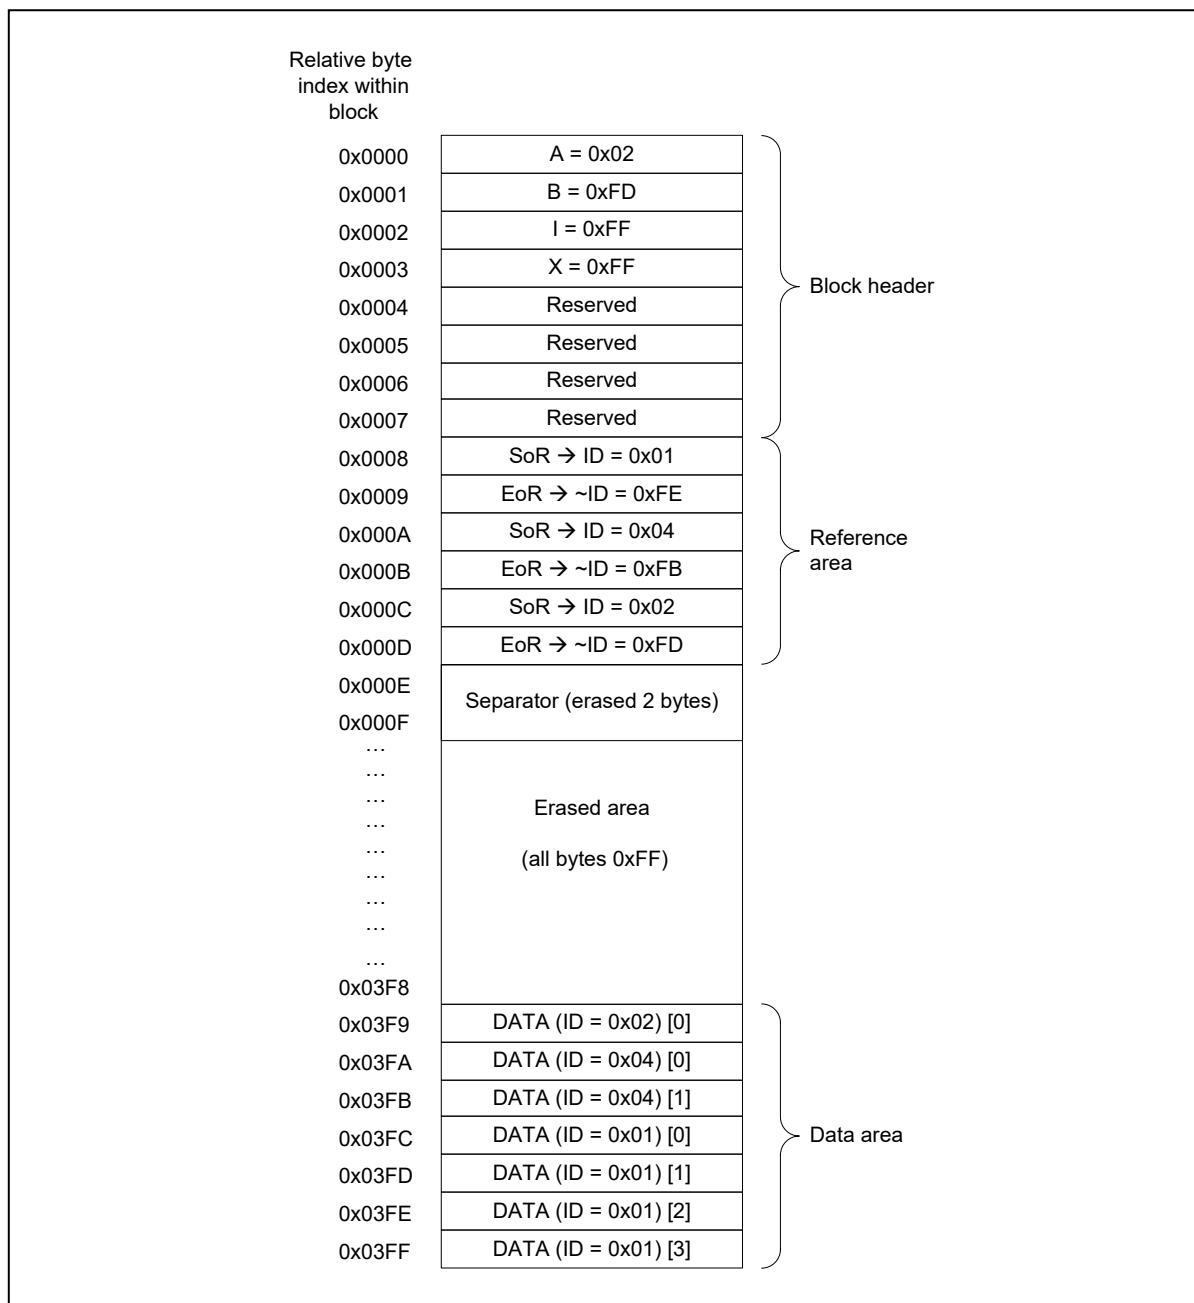 Relative byte
index within
block
0x0000 A = 0x02
0x0001 B = 0xFD
0x0002 I = 0xFF
0x0003 X = 0xFF
Block header
0x0004 Reserved
0x0005 Reserved
0x0006 Reserved
0x0007 Reserved
0x0008 SoR → ID = 0x01
0x0009 EoR → ~ID = 0xFE
0x000A SoR → ID = 0x04
Reference
area
0x000B EoR → ~ID = 0xFB
0x000C SoR → ID = 0x02
0x000D EoR → ~ID = 0xFD
0x000E
Separator (erased 2 bytes)
0x000F
...
...
...
Erased area
...
...
(all bytes 0xFF)
...
...
...
...
0x03F8
0x03F9 DATA (ID = 0x02) [0]
0x03FA DATA (ID = 0x04) [0]
0x03FB DATA (ID = 0x04) [1]
0x03FC DATA (ID = 0x01) [0] Data area
0x03FD DATA (ID = 0x01) [1]
0x03FE DATA (ID = 0x01) [2]
0x03FF DATA (ID = 0x01) [3]